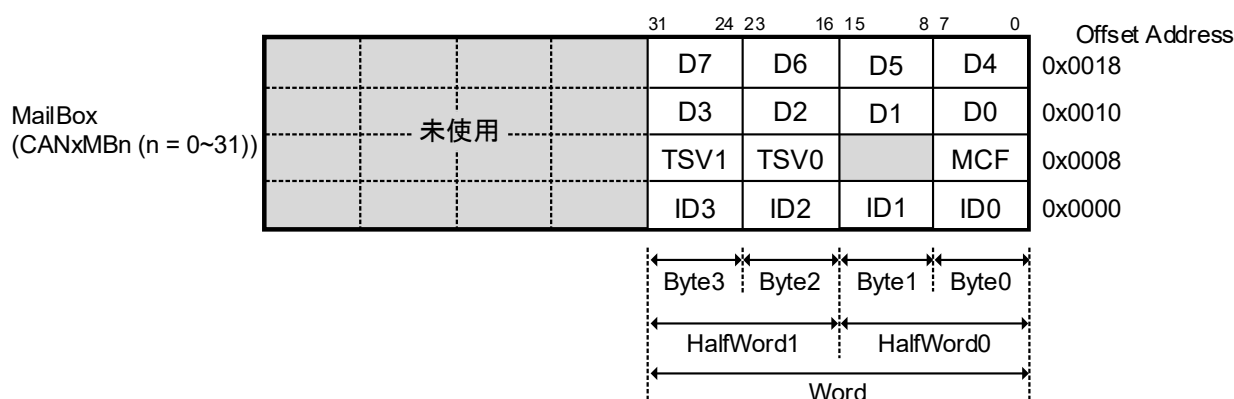 31 24 23 16 15 8 7 0
Offset Address
D7 D6 D5 D4 0x0018
D3 D2 D1 D0 0x0010
MailBox
(CANxMBn (n = 0~31))
未使用
TSV1 TSV0 MCF 0x0008
ID3 ID2 ID1 ID0 0x0000
Byte3 Byte2 Byte1 Byte0
HalfWord1 HalfWord0
Word